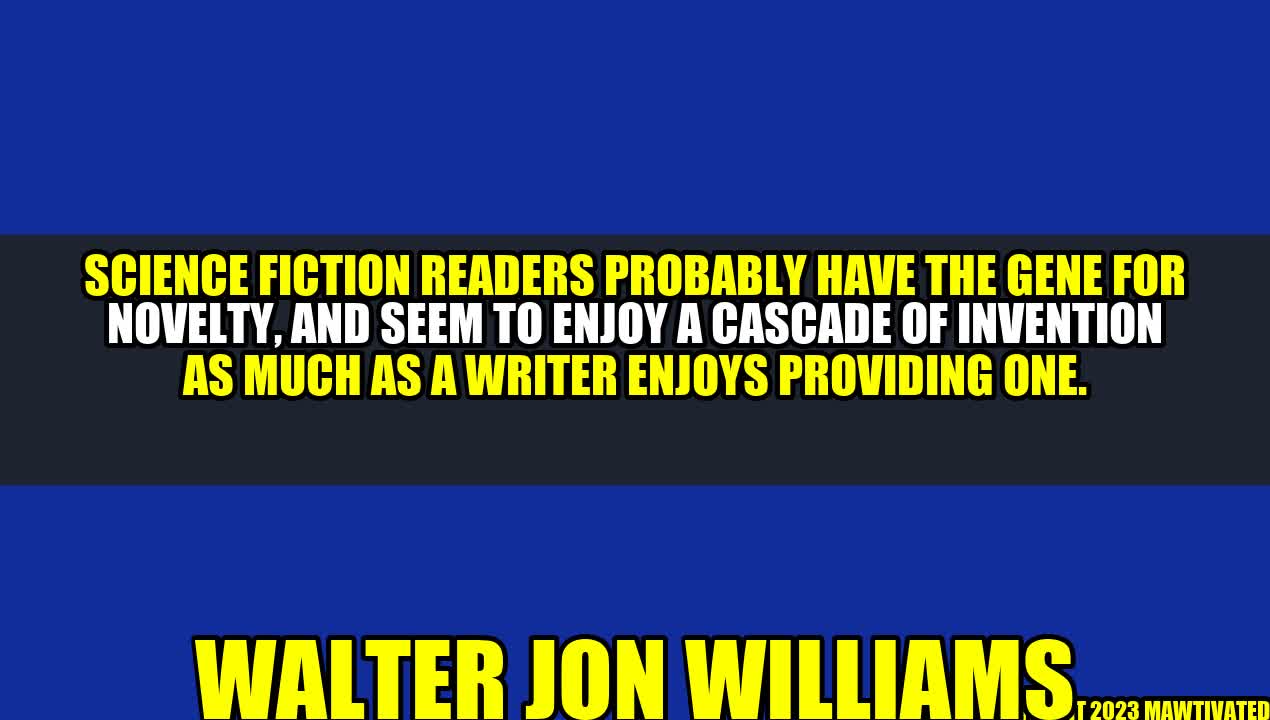 SCIENCE FICTION READERS PROBABLY HAVE THE GENE FOR
NOVELTY, AND SEEM TO ENJOY A CASCADE OF INVENTION
AS MUCH AS A WRITER ENJOYS PROVIDING ONE.
WALTER JON WILLIAMS
2023 MAWTIVATED